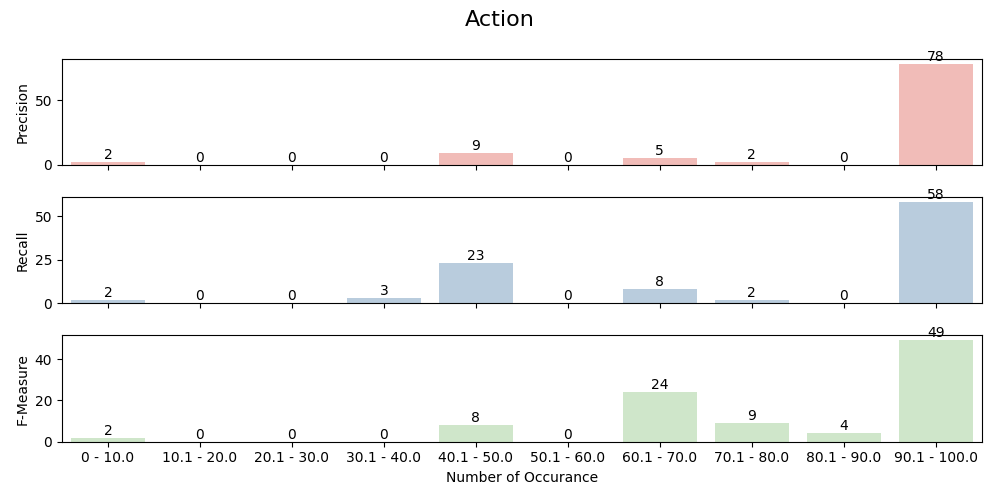 Action
Precision
50
0
2 0 0 0 9 0 5 2 0 78
Recall
50
25
0
2 0 0 3 23 0 8 2 0 58
F-Measure
40
20
0
2 0 0 0 8 0 24 9 4 49
0 - 10.0 10.1 - 20.0 20.1 - 30.0 30.1 - 40.0 40.1 - 50.0 50.1 - 60.0 60.1 - 70.0 70.1 - 80.0 80.1 - 90.0 90.1 - 100.0
Number of Occurance